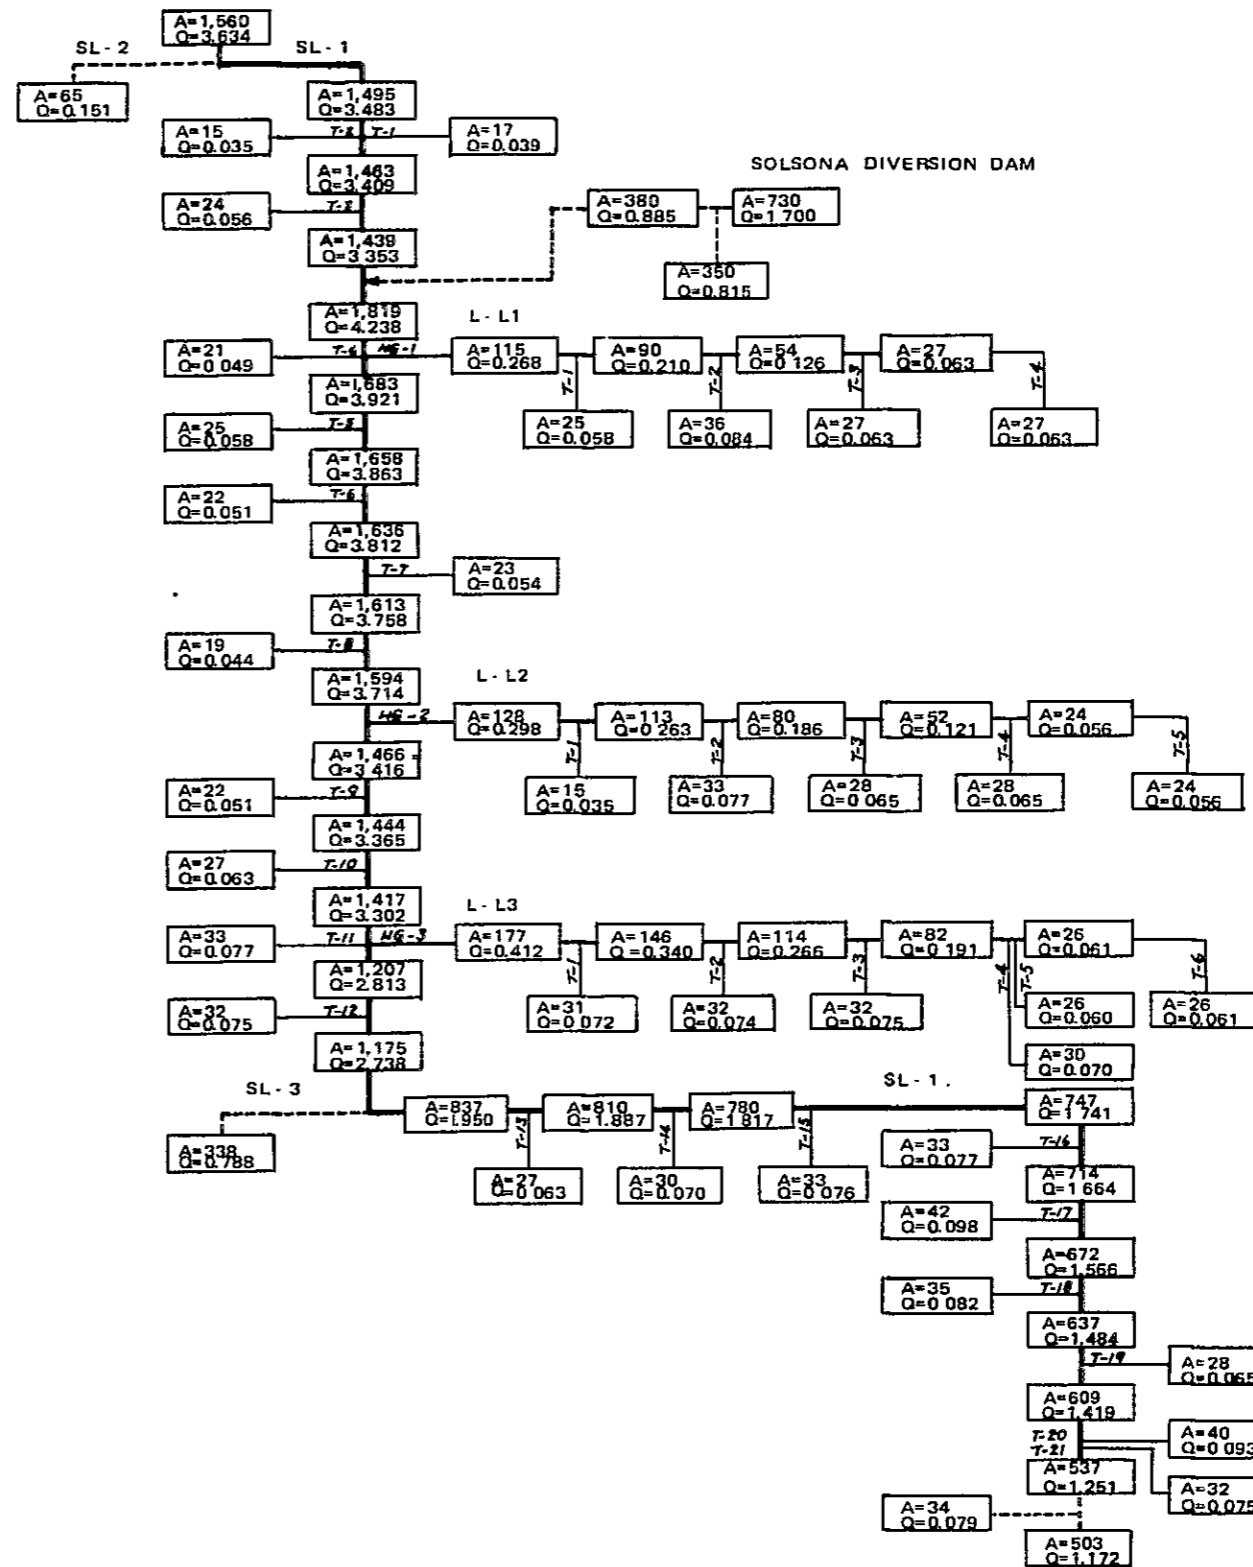 A=1,560
Q=3.634
SL - 2
SL - 1
A=65
Q=0.151
A=1,495
Q=3.483
A=15
Q=0.035
T-2
T-1
A=17
Q=0.039
A=1,463
Q=3.409
SOLSONA DIVERSION DAM
A=24
Q=0.056
A=380
Q=0.885
A=730
Q=1.700
A=1,439
Q=3.353
A=350
Q=0.815
A=1,819
Q=4.238
L - L1
A=21
Q=0.049
HG-1
A=115
Q=0.268
A=90
Q=0.210
A=54
Q=0.126
A=27
Q=0.063
A=1,683
Q=3.921
T-1
T-2
T-3
T-4
A=25
Q=0.058
A=25
Q=0.058
A=36
Q=0.084
A=27
Q=0.063
A=27
Q=0.063
A=1,658
Q=3.863
A=22
Q=0.051
T-6
A=1,636
Q=3.812
T-7
A=23
Q=0.054
A=1,613
Q=3.758
A=19
Q=0.044
T-8
A=1,594
Q=3.714
L - L2
HG-2
A=128
Q=0.298
A=113
Q=0.263
A=80
Q=0.186
A=52
Q=0.121
A=24
Q=0.056
T-1
T-2
T-3
T-4
T-5
A=1,466
Q=3.416
A=22
Q=0.051
T-9
A=15
Q=0.035
A=33
Q=0.077
A=28
Q=0.065
A=28
Q=0.065
A=24
Q=0.056
A=1,444
Q=3.365
A=27
Q=0.063
T-10
A=1,417
Q=3.302
L - L3
A=33
Q=0.077
T-11
HG-3
A=177
Q=0.412
A=146
Q=0.340
A=114
Q=0.266
A=82
Q=0.191
A=26
Q=0.061
T-1
T-2
T-3
T-4
T-5
T-6
A=1,207
Q=2.813
A=32
Q=0.075
T-12
A=31
Q=0.072
A=32
Q=0.074
A=32
Q=0.075
A=26
Q=0.060
A=26
Q=0.061
A=1,175
Q=2.738
A=30
Q=0.070
SL - 3
SL - 1.
A=837
Q=1.950
A=810
Q=1.887
A=780
Q=1.817
A=747
Q=1.741
T-13
T-14
T-15
A=338
Q=0.788
A=33
Q=0.077
T-16
A=27
Q=0.063
A=30
Q=0.070
A=33
Q=0 076
A=714
Q=1 664
A=42
Q=0.098
T-17
A=672
Q=1.566
A=35
Q=0 082
T-18
A=637
Q=1,484
T-19
A=28
Q=0.065
A=609
Q=1.419
T-20
T-21
A=40
Q=0 093
A=537
Q=1.251
A=32
Q=0.075
A=34
Q=0.079
A=503
Q=1.172